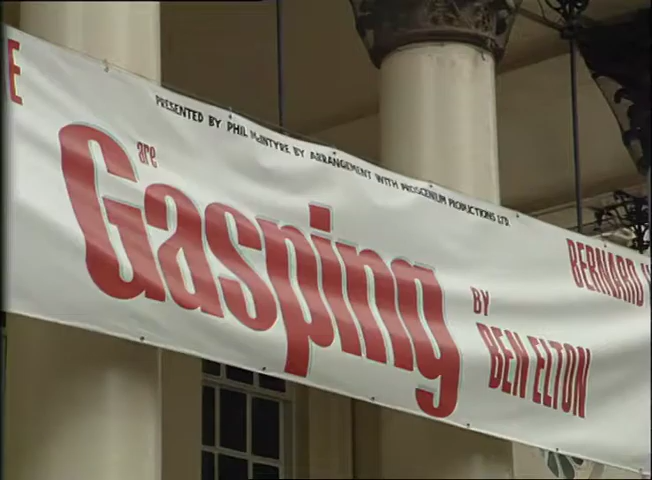 E
PRESENTED BY PHIL McINTYRE BY ARRANGEMENT WITH PROSCENIUM PRODUCTIONS LTD.
are
Gasping
BY
BEN ELTON
BERNARD